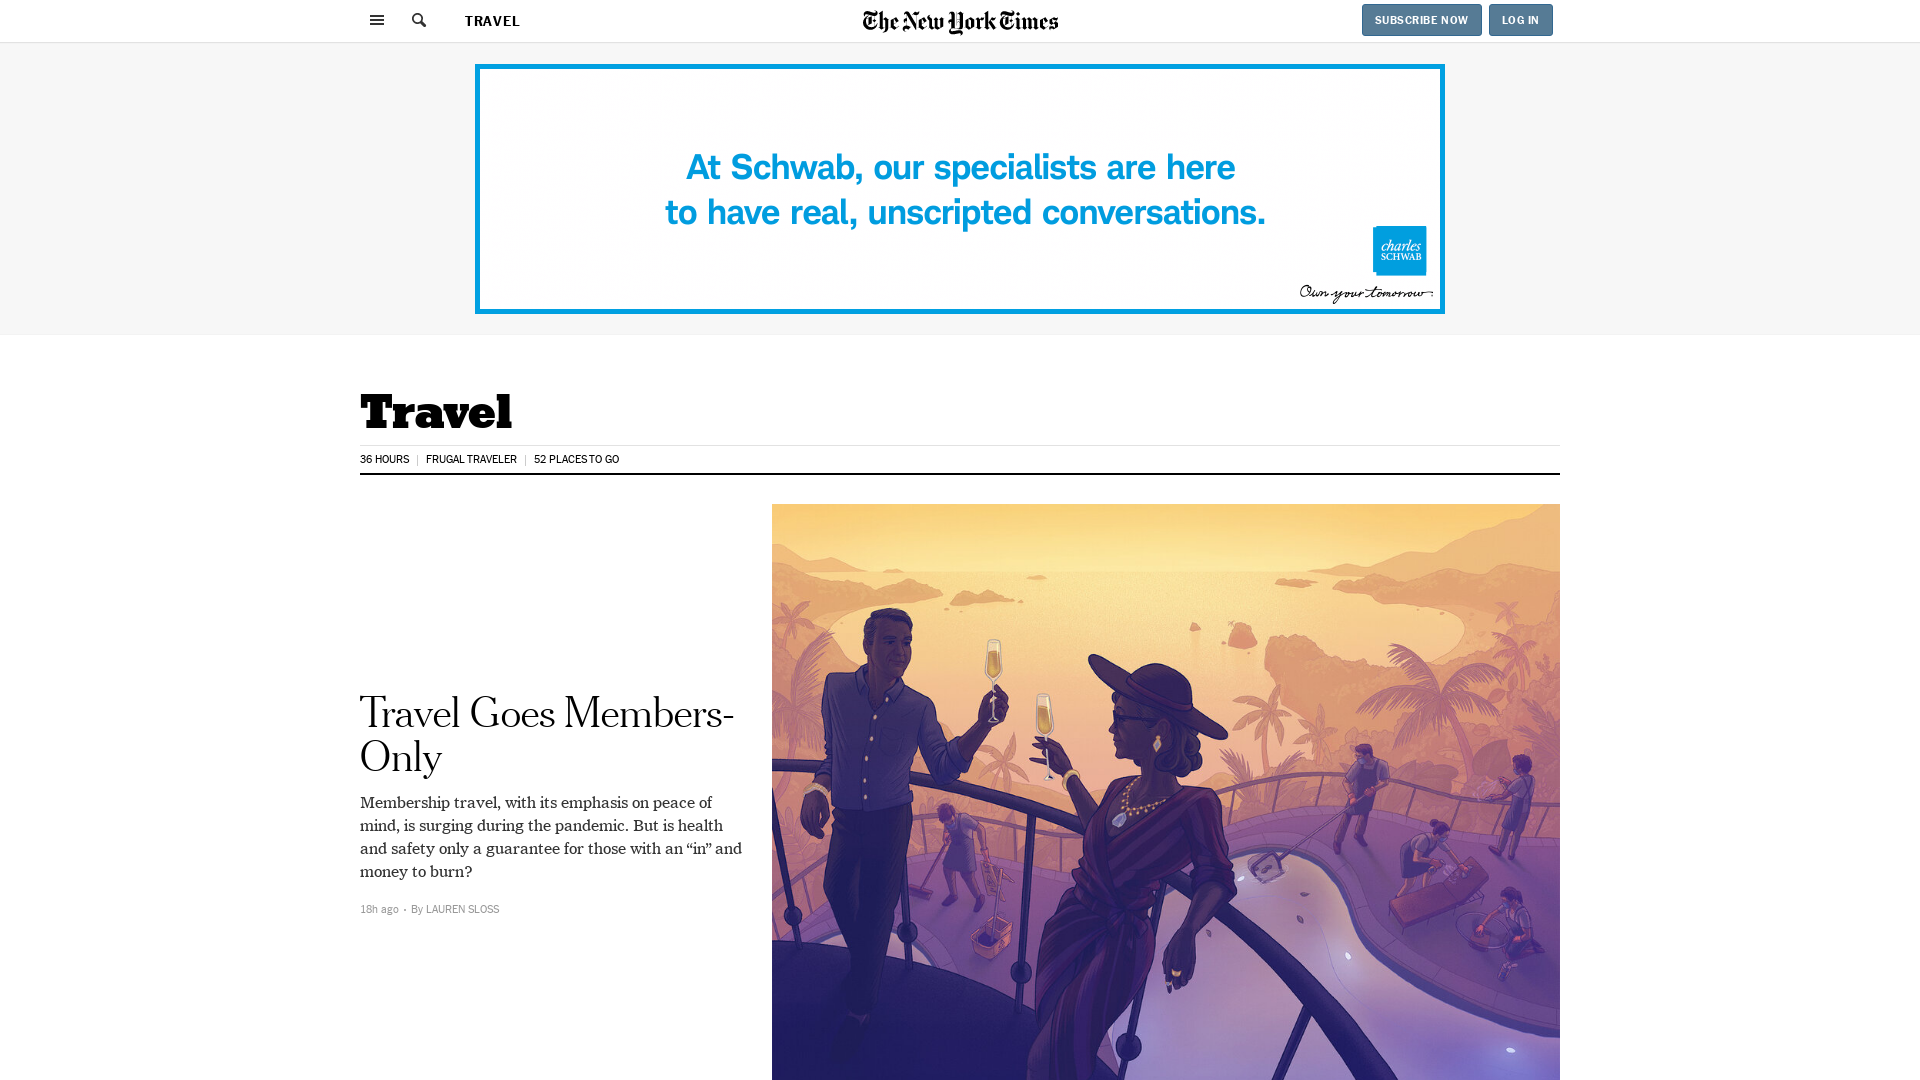 TRAVEL
The New York Times
SUBSCRIBE NOW
LOG IN
At Schwab, our specialists are here
to have real, unscripted conversations.
charles
SCHWAB
Own your tomorrow.
Travel
36 HOURS
FRUGAL TRAVELER
52 PLACES TO GO
Travel Goes Members-
Only
Membership travel, with its emphasis on peace of
mind, is surging during the pandemic. But is health
and safety only a guarantee for those with an “in” and
money to burn?
18h ago • By LAUREN SLOSS